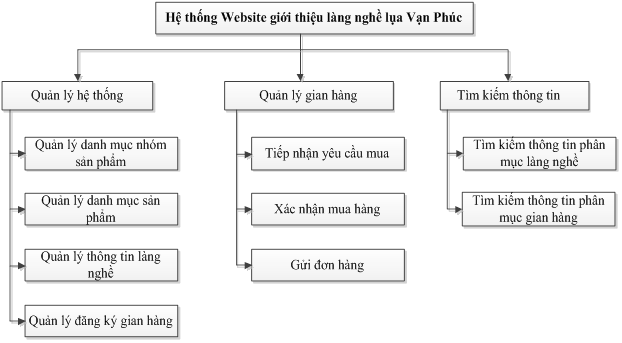 Hệ thống Website giới thiệu làng nghề lụa Vạn Phúc
Quản lý hệ thống
Quản lý gian hàng
Tìm kiếm thông tin
Quản lý danh mục nhóm
sản phẩm
Quản lý danh mục sản
phẩm
Quản lý thông tin làng
nghề
Quản lý đăng ký gian hàng
Tiếp nhận yêu cầu mua
Xác nhận mua hàng
Gửi đơn hàng
Tìm kiếm thông tin phân
mục làng nghề
Tìm kiếm thông tin phân
mục gian hàng